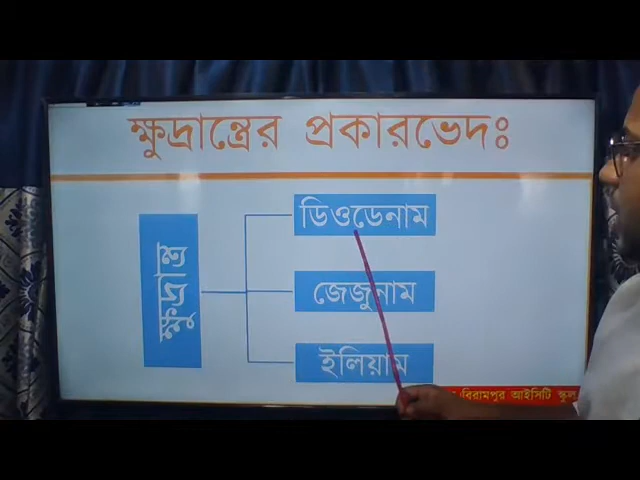 ক্ষুদ্রান্ত্রের প্রকারভেদঃ
ক্ষুদ্রান্ত্র
ডিওডেনাম
জেজুনাম
ইলিয়াম
বিরামপুর আইসিটি স্কুল